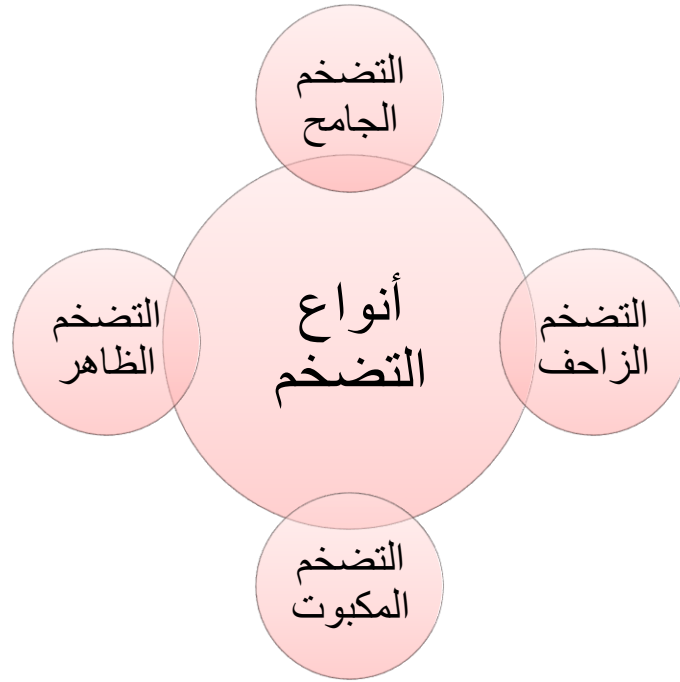 التضخم
الجامح
أنواع
التضخم
التضخم
الزاحف
التضخم
الظاهر
التضخم
المكبوت